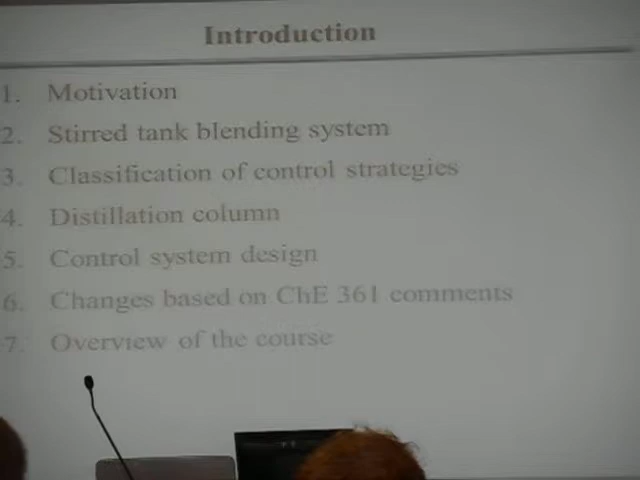 Introduction
1. Motivation
2. Stirred tank blending system
3. Classification of control strategies
4. Distillation column
5. Control system design
6. Changes based on ChE 361 comments
7. Overview of the course